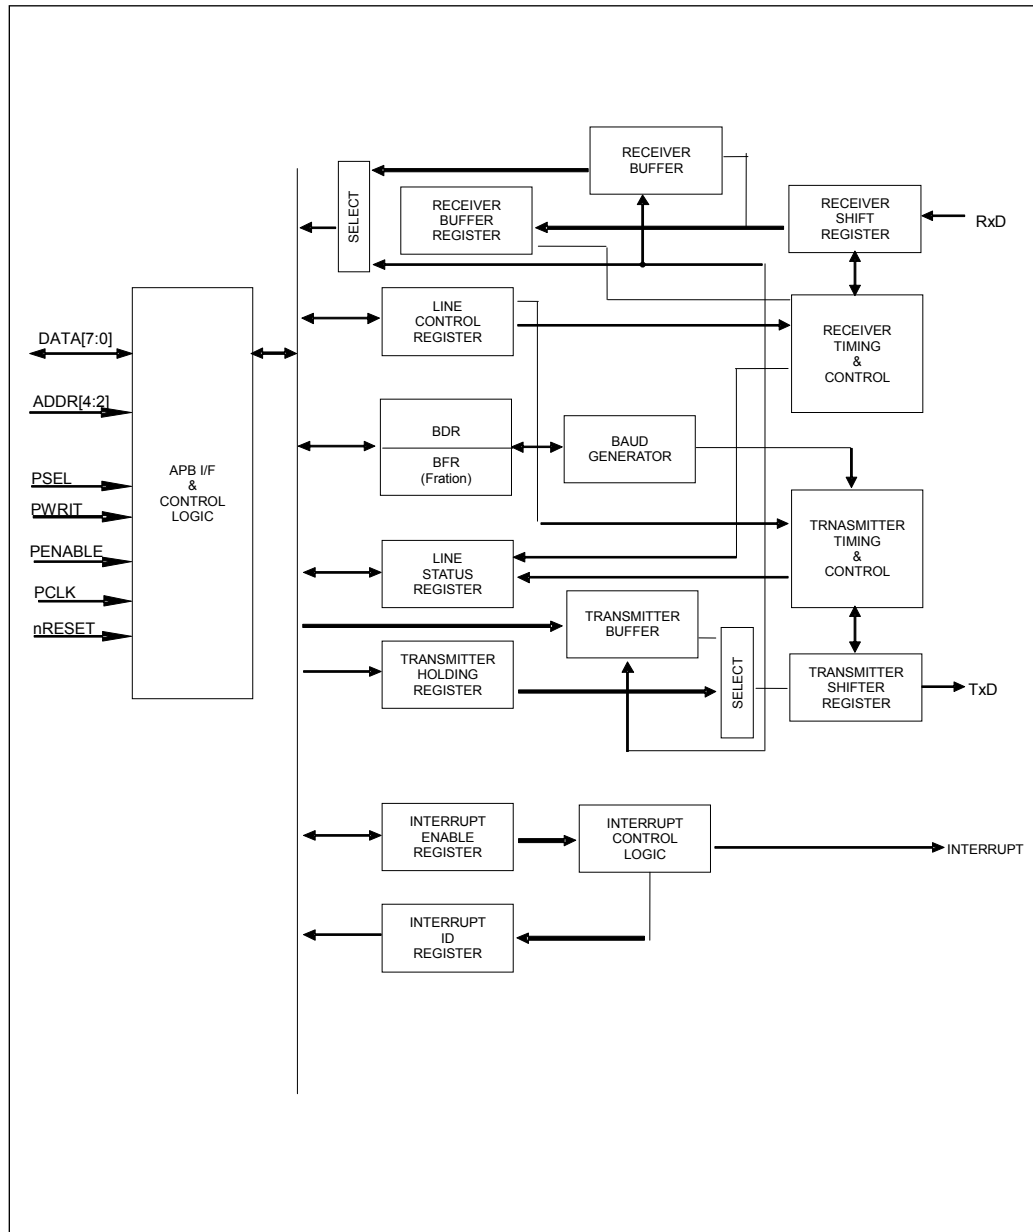 RECEIVER
BUFFER
SELECT
RECEIVER
BUFFER
REGISTER
RECEIVER
SHIFT
REGISTER
RxD
LINE
CONTROL
REGISTER
RECEIVER
TIMING
&
CONTROL
DATA[7:0]
ADDR[4:2]
PSEL
PWRIT
PENABLE
PCLK
nRESET
APB I/F
&
CONTROL
LOGIC
BDR
BFR
(Fration)
BAUD
GENERATOR
TRNASMITTER
TIMING
&
CONTROL
LINE
STATUS
REGISTER
TRANSMITTER
BUFFER
TRANSMITTER
HOLDING
REGISTER
SELECT
TRANSMITTER
SHIFTER
REGISTER
TxD
INTERRUPT
ENABLE
REGISTER
INTERRUPT
CONTROL
LOGIC
INTERRUPT
INTERRUPT
ID
REGISTER